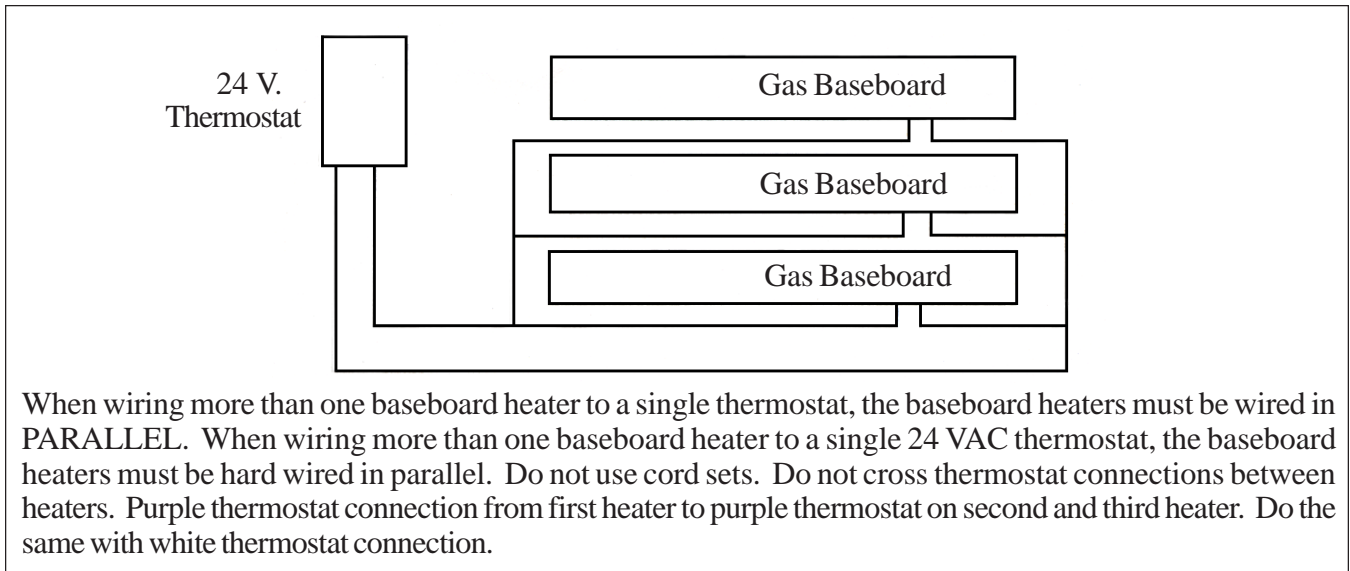 24 V.
Thermostat
Gas Baseboard
Gas Baseboard
Gas Baseboard
When wiring more than one baseboard heater to a single thermostat, the baseboard heaters must be wired in
PARALLEL. When wiring more than one baseboard heater to a single 24 VAC thermostat, the baseboard
heaters must be hard wired in parallel. Do not use cord sets. Do not cross thermostat connections between
heaters. Purple thermostat connection from first heater to purple thermostat on second and third heater. Do the
same with white thermostat connection.